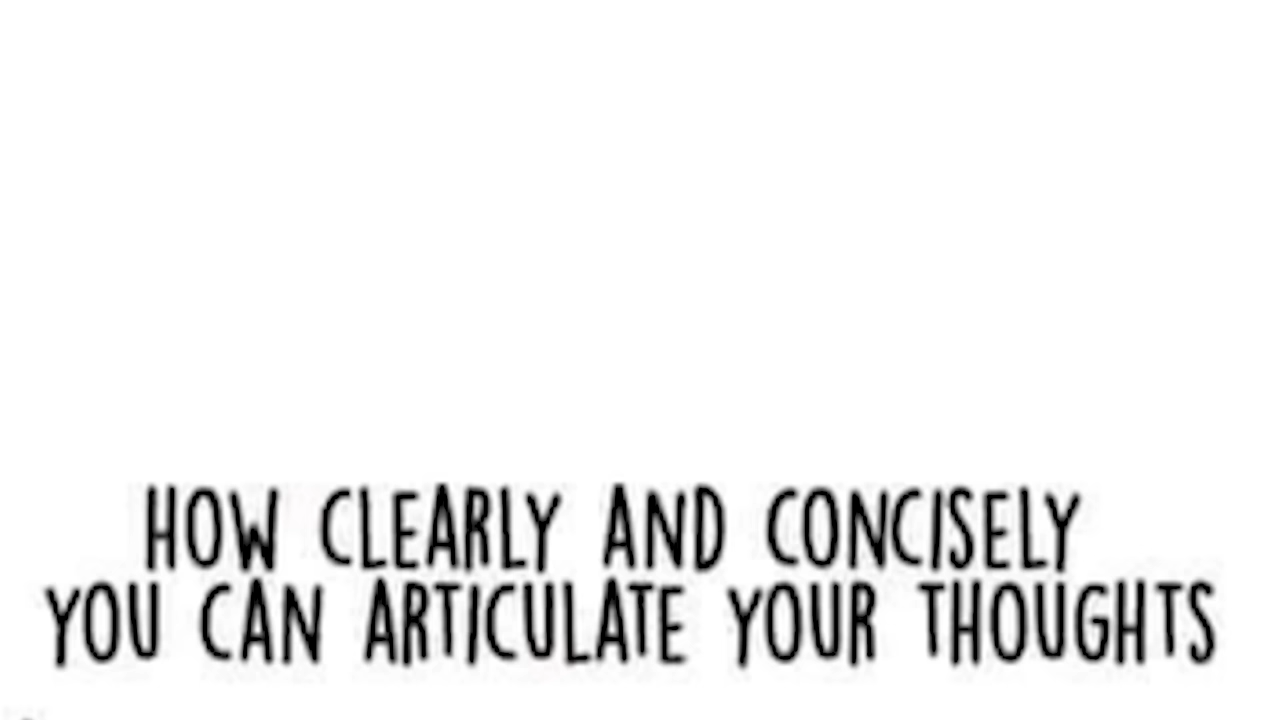 HOW CLEARLY AND CONCISELY
YOU CAN ARTICULATE YOUR THOUGHTS